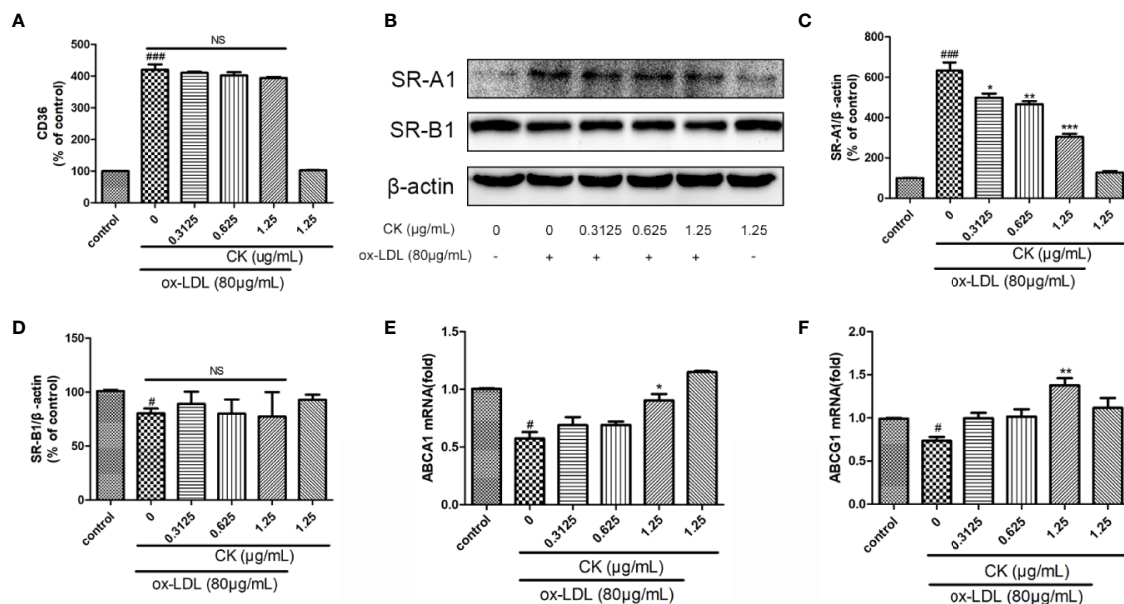 A
CD36
(% of control)
500
400
300
200
100
0
NS
###
control
0
0.3125
0.625
1.25
1.25
CK (ug/mL)
ox-LDL (80µg/mL)
B
SR-A1
SR-B1
β-actin
CK (µg/mL) 0 0 0.3125 0.625 1.25 1.25
ox-LDL (80µg/mL) - + + + + -
C
SR-A1/β -actin
(% of control)
800
600
400
200
0
###
*
**
***
control
0
0.3125
0.625
1.25
1.25
CK (µg/mL)
ox-LDL (80µg/mL)
D
SR-B1/β -actin
(% of control)
150
100
50
0
NS
#
control
0
0.3125
0.625
1.25
1.25
CK (µg/mL)
ox-LDL (80µg/mL)
E
ABCA1 mRNA(fold)
1.5
1.0
0.5
0.0
#
*
control
0
0.3125
0.625
1.25
1.25
CK (µg/mL)
ox-LDL (80µg/mL)
F
ABCG1 mRNA(fold)
2.0
1.5
1.0
0.5
0.0
#
**
control
0
0.3125
0.625
1.25
1.25
CK (µg/mL)
ox-LDL (80µg/mL)